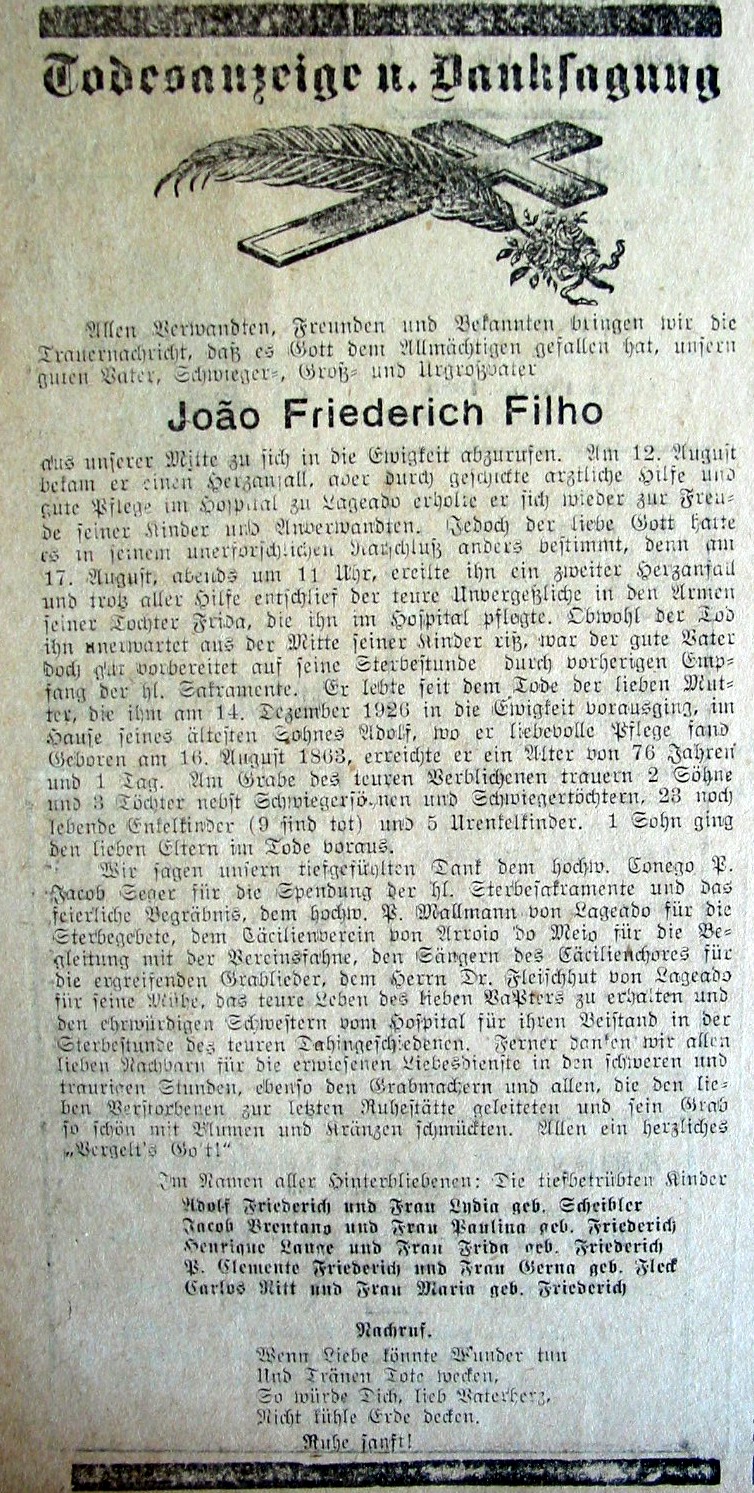 Todesanzeige u. Danksagung
Allen Verwandten, Freunden und Bekannten bringen wir die
Trauernachricht, daß es Gott dem Allmächtigen gefallen hat, unsern
guten Vater, Schwieger-, Groß- und Urgroßvater
João Friederich Filho
aus unserer Mitte zu sich in die Ewigkeit abzurufen. Am 12. August
bekam er einen Herzanfall, aber durch geschickte ärztliche Hilfe und
gute Pflege im Hospital zu Lageado erholte er sich wieder zur Freu-
de seiner Kinder und Anverwandten. Jedoch der liebe Gott hatte
es in seinem unerforschlichen Ratschluß anders bestimmt, denn am
17. August, abends um 11 Uhr, ereilte ihn ein zweiter Herzanfall
und trotz aller Hilfe entschlief der teure Unvergeßliche in den Armen
seiner Tochter Frida, die ihn im Hospital pflegte. Obwohl der Tod
ihn unerwartet aus der Mitte seiner Kinder riß, war der gute Vater
doch gut vorbereitet auf seine Sterbestunde durch vorherigen Emp-
fang der hl. Sakramente. Er lebte seit dem Tode der lieben Mut-
ter, die ihm am 14. Dezember 1926 in die Ewigkeit vorausging, im
Hause seines ältesten Sohnes Adolf, wo er liebevolle Pflege fand
Geboren am 16. August 1863, erreichte er ein Alter von 76 Jahren
und 1 Tag. Am Grabe des teuren Verblichenen trauern 2 Söhne
und 3 Töchter nebst Schwiegersöhnen und Schwiegertöchtern, 23 noch
lebende Enkelkinder (9 sind tot) und 5 Urenkelkinder. 1 Sohn ging
den lieben Eltern im Tode voraus.
Wir sagen unsern tiefgefühlten Dank dem hochw. Conego P.
Jacob Seger für die Spendung der hl. Sterbesakramente und das
feierliche Begräbnis, dem hochw. P. Mallmann von Lageado für die
Sterbegebete, dem Cäcilienverein von Arroio do Meio für die Be-
gleitung mit der Vereinsfahne, den Sängern des Cäcilienchores für
die ergreifenden Grablieder, dem Herrn Dr. Fleischhut von Lageado
für seine Mühe, das teure Leben des lieben VaPters zu erhalten und
den ehrwürdigen Schwestern vom Hospital für ihren Beistand in der
Sterbestunde des teuren Dahingeschiedenen. Ferner danken wir allen
lieben Nachbarn für die erwiesenen Liebesdienste in den schweren und
traurigen Stunden, ebenso den Grabmachern und allen, die den lie-
ben Verstorbenen zur letzten Ruhestätte geleiteten und sein Grab
so schön mit Blumen und Kränzen schmückten. Allen ein herzliches
„Vergelt's Gott!“
Im Namen aller Hinterbliebenen: Die tiefbetrübten Kinder
Adolf Friederich und Frau Lydia geb. Scheibler
Jacob Brentano und Frau Paulina geb. Friederich
Henrique Lange und Frau Frida geb. Friederich
P. Clemente Friederich und Frau Gerna geb. Fleck
Carlos Ritt und Frau Maria geb. Friederich
Nachruf.
Wenn Liebe könnte Wunder tun
Und Tränen Tote wecken,
So würde Dich, lieb Vaterherz,
Nicht kühle Erde decken.
Ruhe sanft!